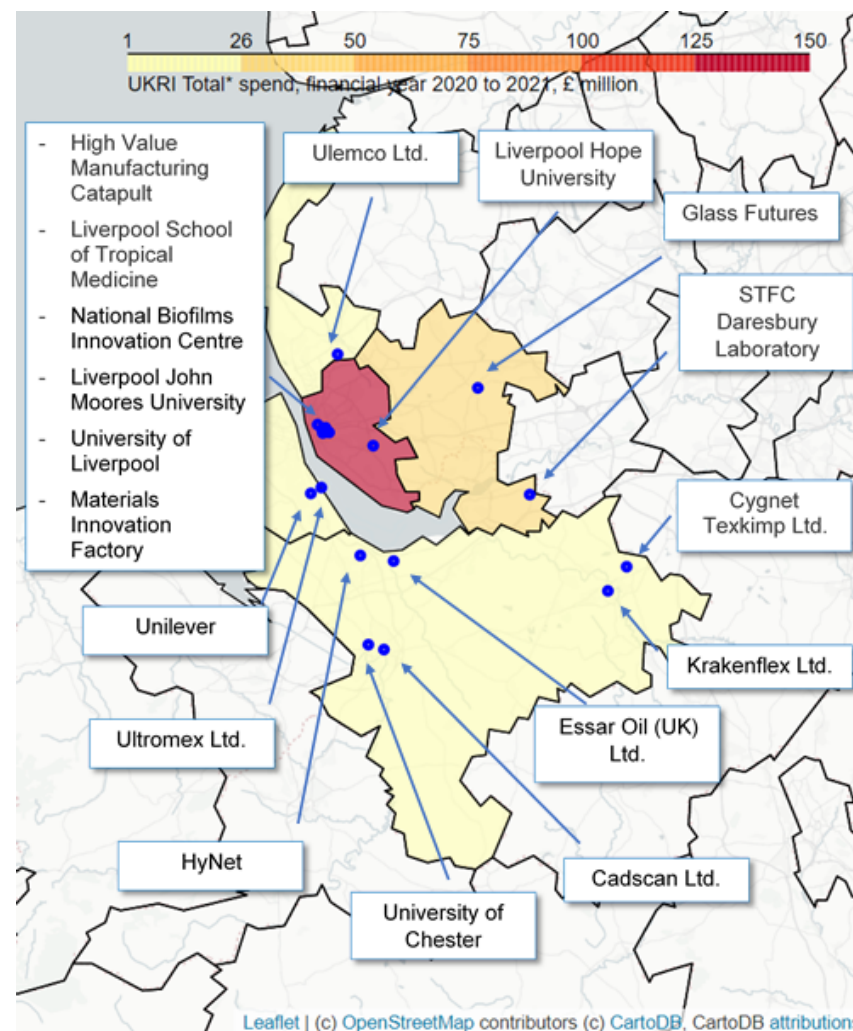 1 26 50 75 100 125 150
UKRI Total* spend, financial year 2020 to 2021, £ million
- High Value
Manufacturing
Catapult
- Liverpool School
of Tropical
Medicine
- National Biofilms
Innovation Centre
- Liverpool John
Moores University
- University of
Liverpool
- Materials
Innovation
Factory
Ulemco Ltd.
Liverpool Hope
University
Glass Futures
STFC
Daresbury
Laboratory
Cygnet
Texkimp Ltd.
Unilever
Krakenflex Ltd.
Ultromex Ltd.
Essar Oil (UK)
Ltd.
HyNet
Cadscan Ltd.
University of
Chester
Leaflet | (c) OpenStreetMap contributors (c) CartoDB, CartoDB attributions